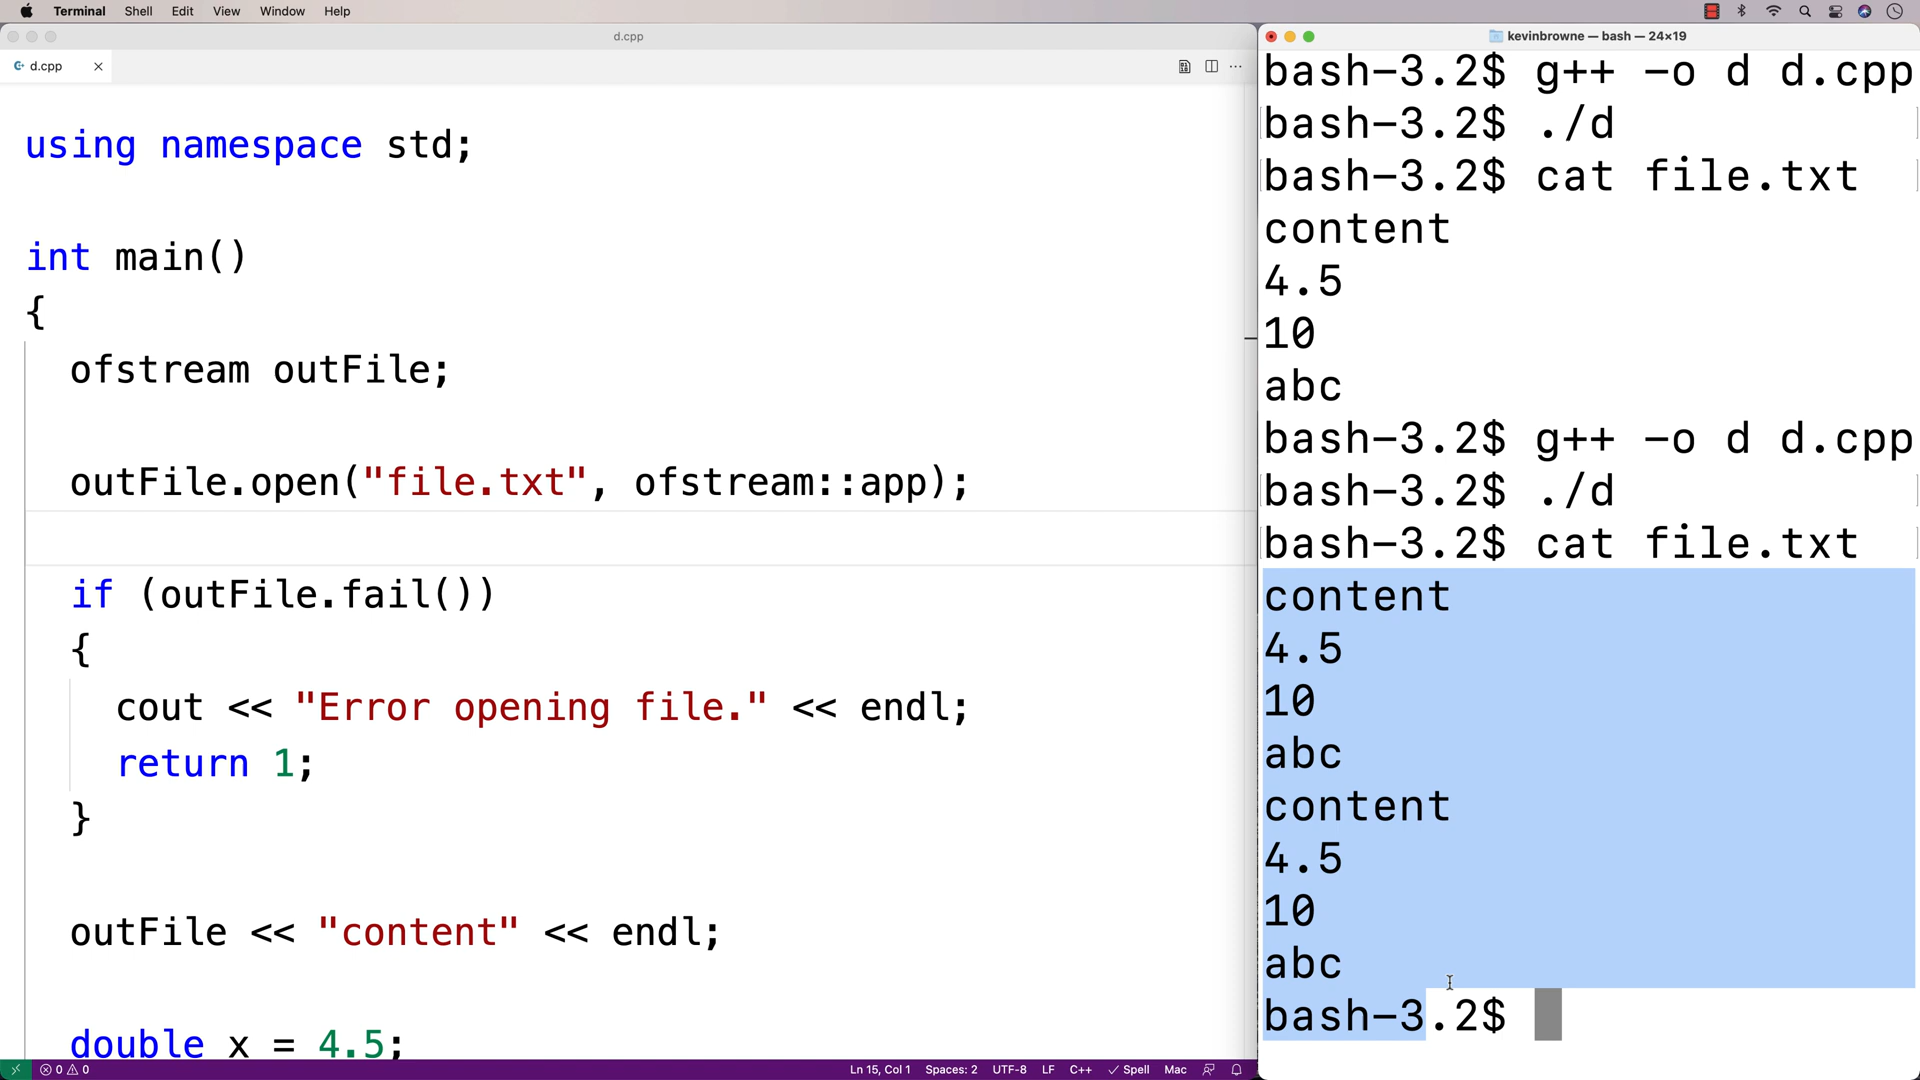 Terminal Shell Edit View Window Help
d.cpp
d.cpp
using namespace std;
int main()
{
ofstream outFile;
outFile.open("file.txt", ofstream::app);
if (outFile.fail())
{
cout << "Error opening file." << endl;
return 1;
}
outFile << "content" << endl;
double x = 4.5;
0 0
Ln 15, Col 1 Spaces: 2 UTF-8 LF C++ Spell Mac
kevinbrowne — bash — 24×19
bash-3.2$ g++ -o d d.cpp
bash-3.2$ ./d
bash-3.2$ cat file.txt
content
4.5
10
abc
bash-3.2$ g++ -o d d.cpp
bash-3.2$ ./d
bash-3.2$ cat file.txt
content
4.5
10
abc
content
4.5
10
abc
bash-3.2$